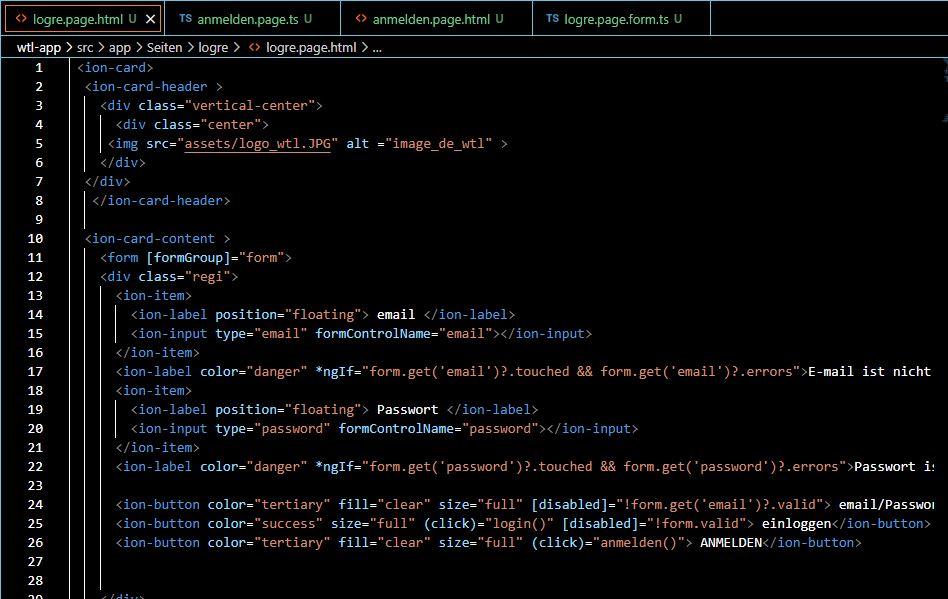 <> logre.page.html U × TS anmelden.page.ts U <> anmelden.page.html U TS logre.page.form.ts U
wtl-app > src > app > Seiten > logre > <> logre.page.html > ...
1 <ion-card>
2 <ion-card-header >
3 <div class="vertical-center">
4 <div class="center">
5 <img src="assets/logo_wtl.JPG" alt ="image_de_wtl" >
6 </div>
7 </div>
8 </ion-card-header>
9
10 <ion-card-content >
11 <form [formGroup]="form">
12 <div class="regi">
13 <ion-item>
14 <ion-label position="floating"> email </ion-label>
15 <ion-input type="email" formControlName="email"></ion-input>
16 </ion-item>
17 <ion-label color="danger" *ngIf="form.get('email')?.touched && form.get('email')?.errors">E-mail ist nicht
18 <ion-item>
19 <ion-label position="floating"> Passwort </ion-label>
20 <ion-input type="password" formControlName="password"></ion-input>
21 </ion-item>
22 <ion-label color="danger" *ngIf="form.get('password')?.touched && form.get('password')?.errors">Passwort
23
24 <ion-button color="tertiary" fill="clear" size="full" [disabled]="!form.get('email')?.valid"> email/Passwor
25 <ion-button color="success" size="full" (click)="login()" [disabled]="!form.valid"> einloggen</ion-button>
26 <ion-button color="tertiary" fill="clear" size="full" (click)="anmelden()"> ANMELDEN</ion-button>
27
28
29 </div>